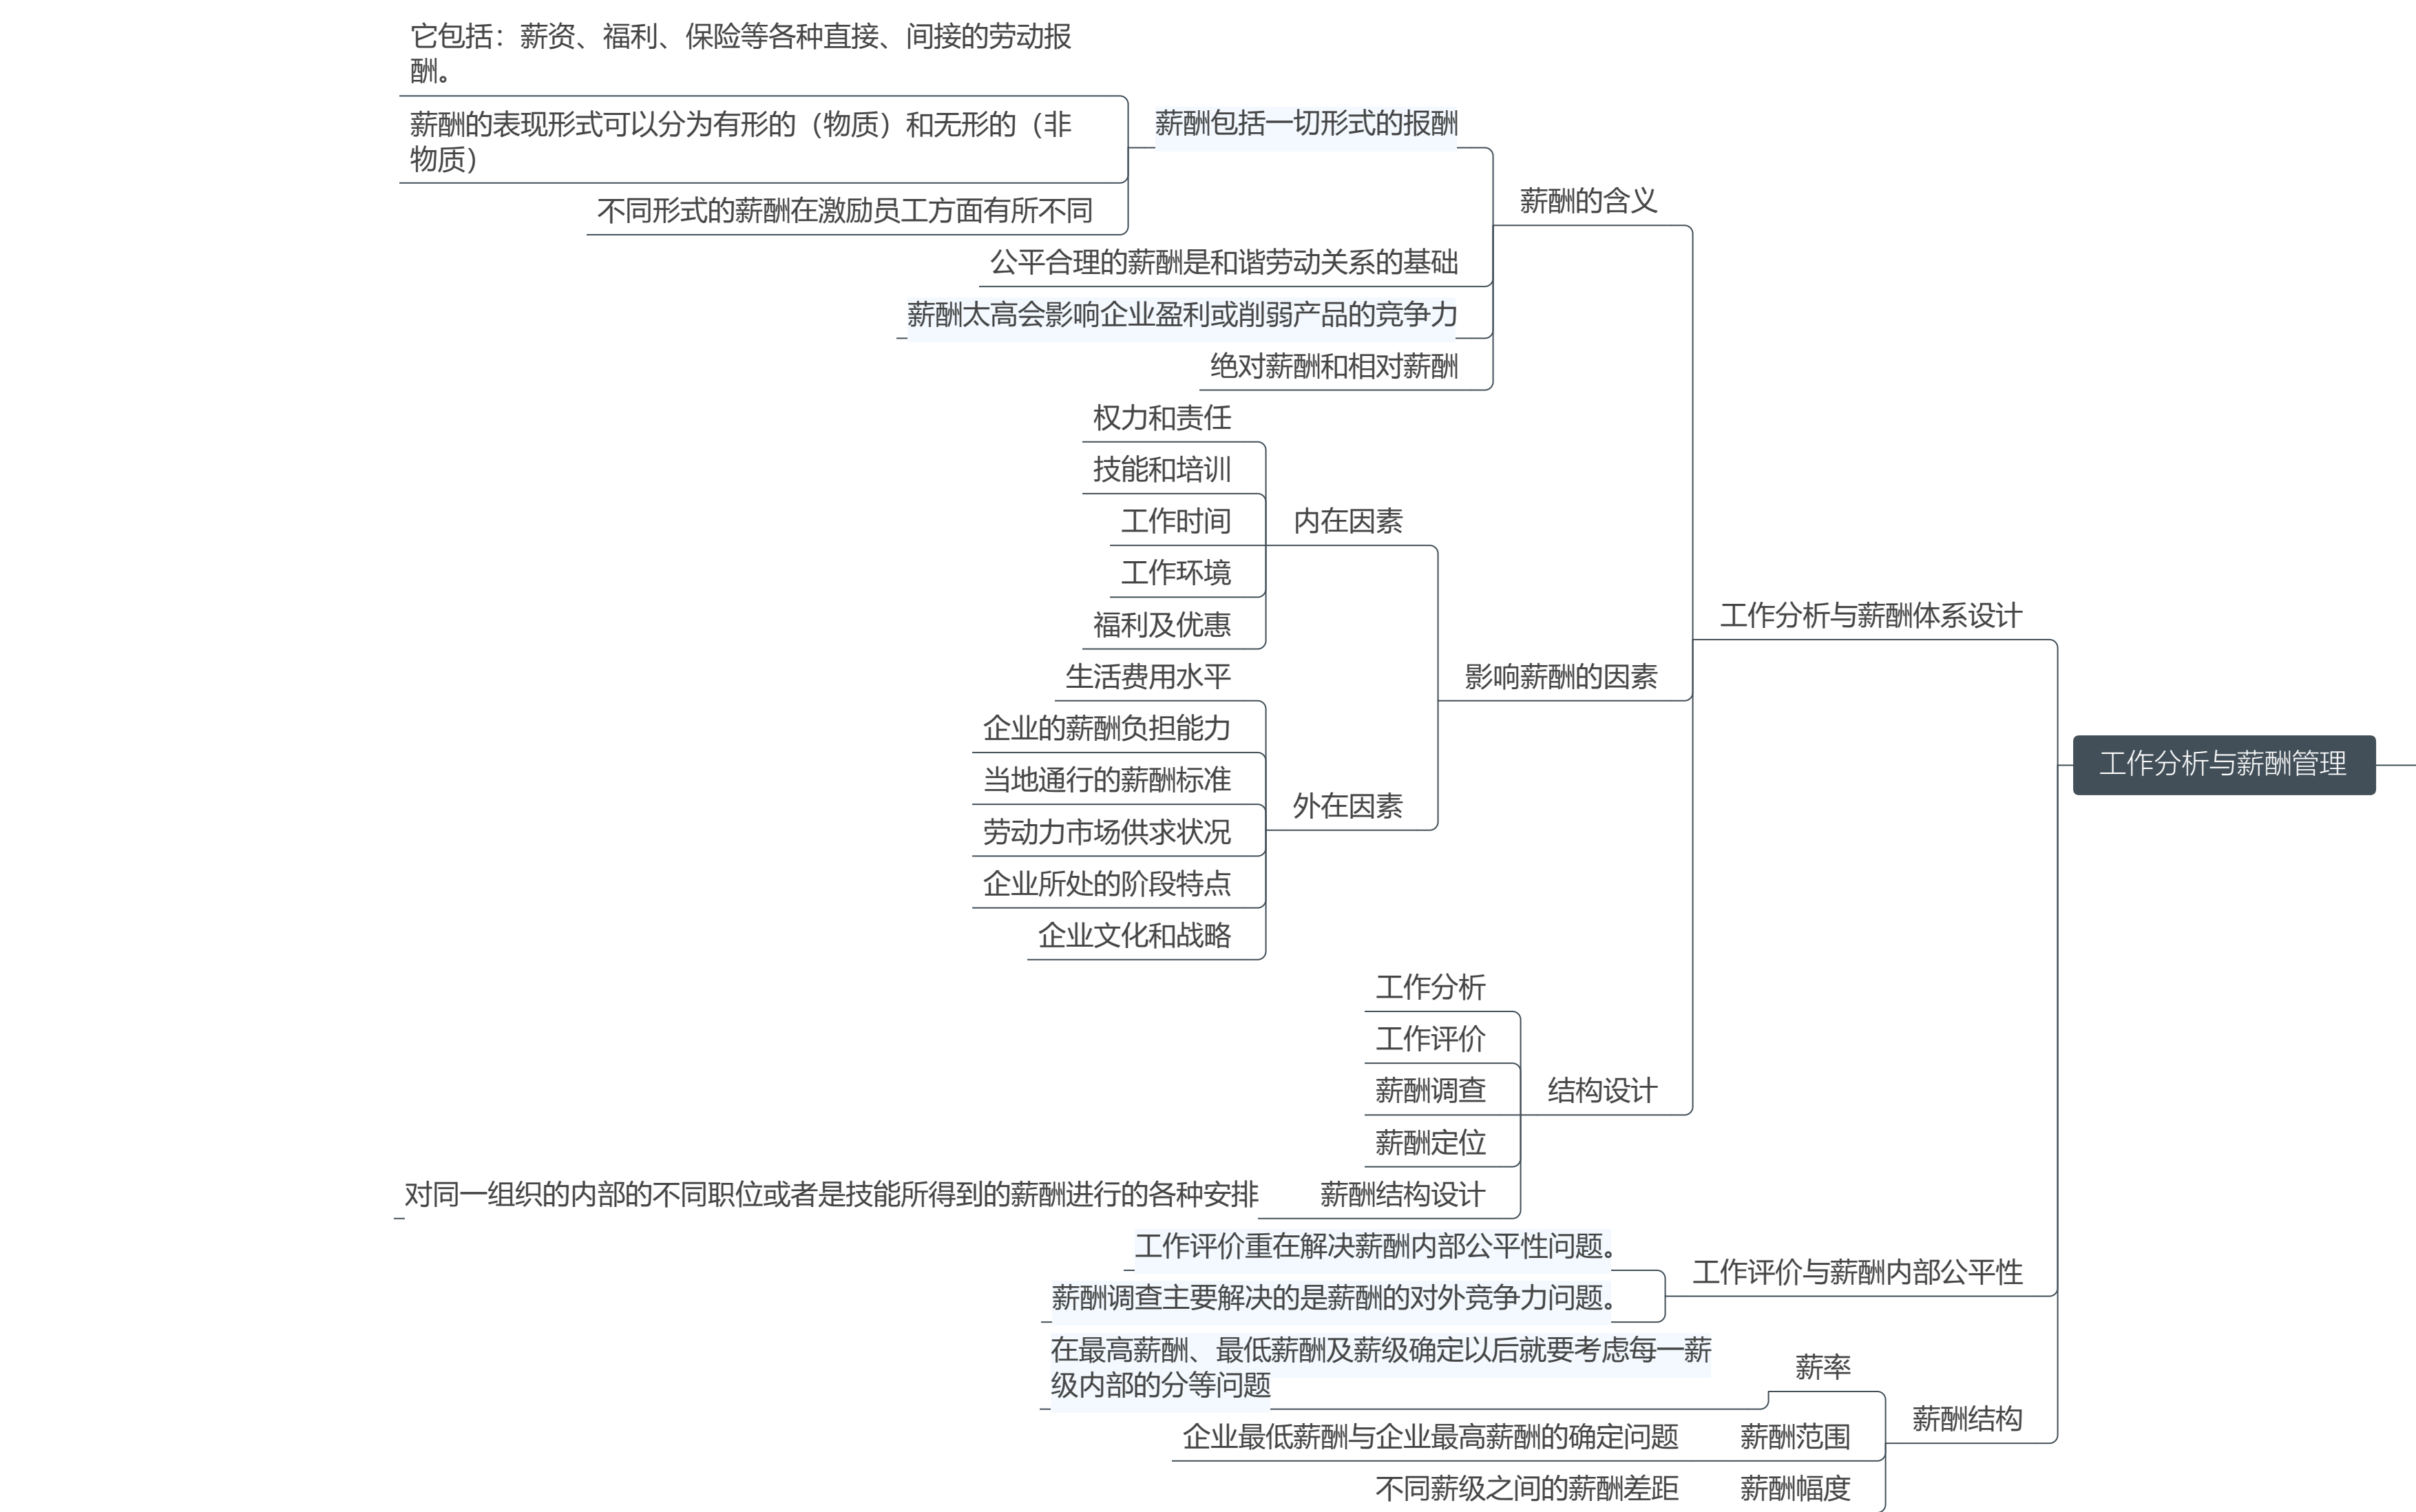 它包括：薪资、福利、保险等各种直接、间接的劳动报
酬。
薪酬的表现形式可以分为有形的（物质）和无形的（非
物质）
不同形式的薪酬在激励员工方面有所不同
薪酬包括一切形式的报酬
公平合理的薪酬是和谐劳动关系的基础
薪酬太高会影响企业盈利或削弱产品的竞争力
绝对薪酬和相对薪酬
薪酬的含义
权力和责任
技能和培训
工作时间
工作环境
福利及优惠
内在因素
生活费用水平
企业的薪酬负担能力
当地通行的薪酬标准
劳动力市场供求状况
企业所处的阶段特点
企业文化和战略
外在因素
影响薪酬的因素
工作分析
工作评价
薪酬调查
薪酬定位
对同一组织的内部的不同职位或者是技能所得到的薪酬进行的各种安排
薪酬结构设计
结构设计
工作分析与薪酬体系设计
工作评价重在解决薪酬内部公平性问题。
薪酬调查主要解决的是薪酬的对外竞争力问题。
工作评价与薪酬内部公平性
在最高薪酬、最低薪酬及薪级确定以后就要考虑每一薪
级内部的分等问题
薪率
企业最低薪酬与企业最高薪酬的确定问题
薪酬范围
不同薪级之间的薪酬差距
薪酬幅度
薪酬结构
工作分析与薪酬管理